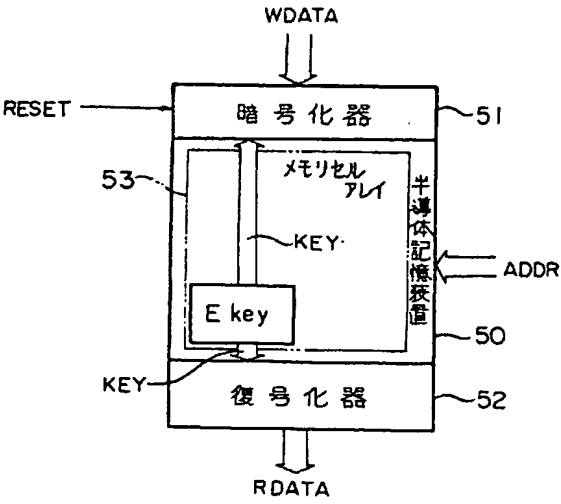 WDATA
RESET
暗号化器
51
53
メモリセル
アレイ
半導体記憶装置
KEY
ADDR
E key
50
KEY
復号化器
52
RDATA